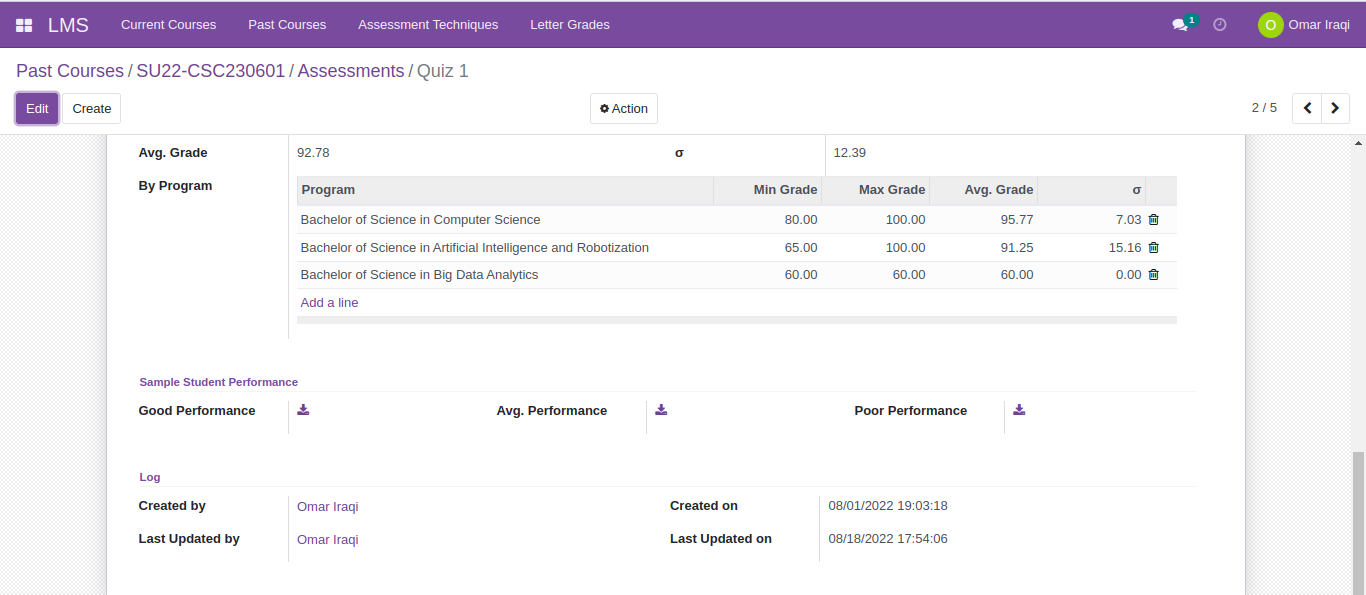 LMS Current Courses Past Courses Assessment Techniques Letter Grades 1 O Omar Iraqi
Past Courses / SU22-CSC230601 / Assessments / Quiz 1
Edit Create Action 2 / 5
Avg. Grade 92.78 σ 12.39
By Program
Program Min Grade Max Grade Avg. Grade σ
Bachelor of Science in Computer Science 80.00 100.00 95.77 7.03
Bachelor of Science in Artificial Intelligence and Robotization 65.00 100.00 91.25 15.16
Bachelor of Science in Big Data Analytics 60.00 60.00 60.00 0.00
Add a line
Sample Student Performance
Good Performance Avg. Performance Poor Performance
Log
Created by Omar Iraqi Created on 08/01/2022 19:03:18
Last Updated by Omar Iraqi Last Updated on 08/18/2022 17:54:06